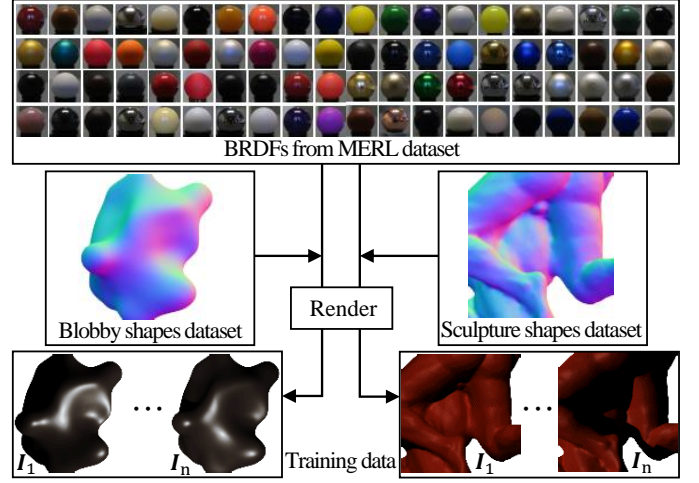 BRDFs from MERL dataset
Blobby shapes dataset
Render
Sculpture shapes dataset
I1
...
In
Training data
I1
...
In